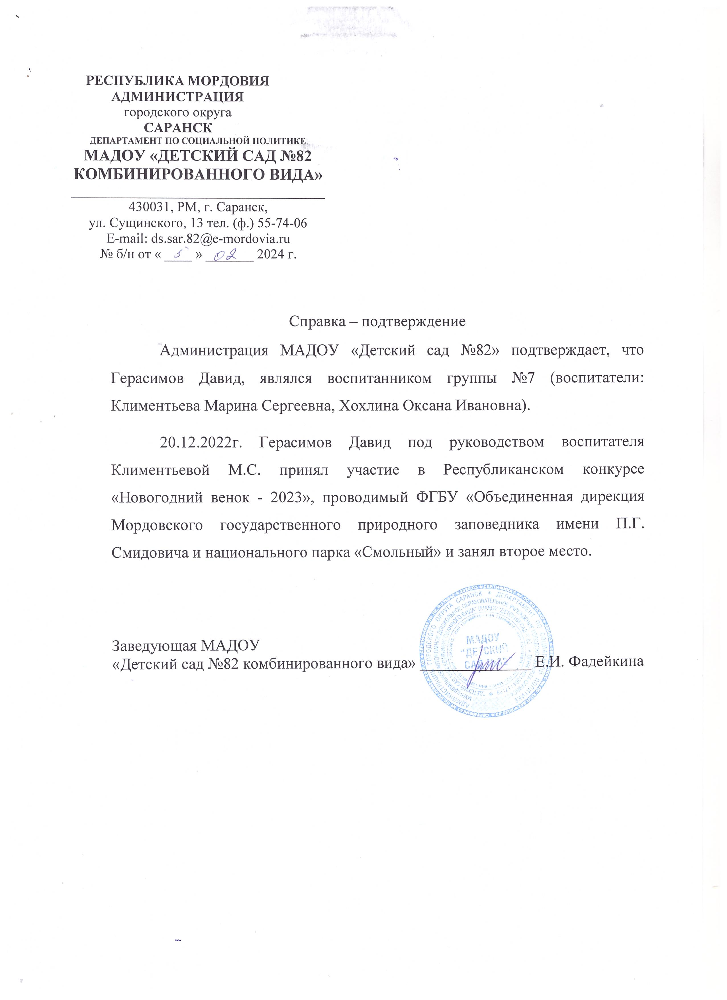 РЕСПУБЛИКА МОРДОВИЯ
АДМИНИСТРАЦИЯ
городского округа
САРАНСК
ДЕПАРТАМЕНТ ПО СОЦИАЛЬНОЙ ПОЛИТИКЕ
МАДОУ «ДЕТСКИЙ САД №82
КОМБИНИРОВАННОГО ВИДА»
430031, РМ, г. Саранск,
ул. Сущинского, 13 тел. (ф.) 55-74-06
E-mail: ds.sar.82@e-mordovia.ru
№ б/н от « 5 » 02 2024 г.
Справка – подтверждение
Администрация МАДОУ «Детский сад №82» подтверждает, что
Герасимов Давид, являлся воспитанником группы №7 (воспитатели:
Климентьева Марина Сергеевна, Хохлина Оксана Ивановна).
20.12.2022г. Герасимов Давид под руководством воспитателя
Климентьевой М.С. принял участие в Республиканском конкурсе
«Новогодний венок - 2023», проводимый ФГБУ «Объединенная дирекция
Мордовского государственного природного заповедника имени П.Г.
Смидовича и национального парка «Смольный» и занял второе место.
Заведующая МАДОУ
«Детский сад №82 комбинированного вида» Е.И. Фадейкина
АДМИНИСТРАЦИЯ ГОРОДСКОГО ОКРУГА САРАНСК * ДЕПАРТАМЕНТ ПО СОЦИАЛЬНОЙ ПОЛИТИКЕ
МАДОУ
"ДЕТСКИЙ
САД №82